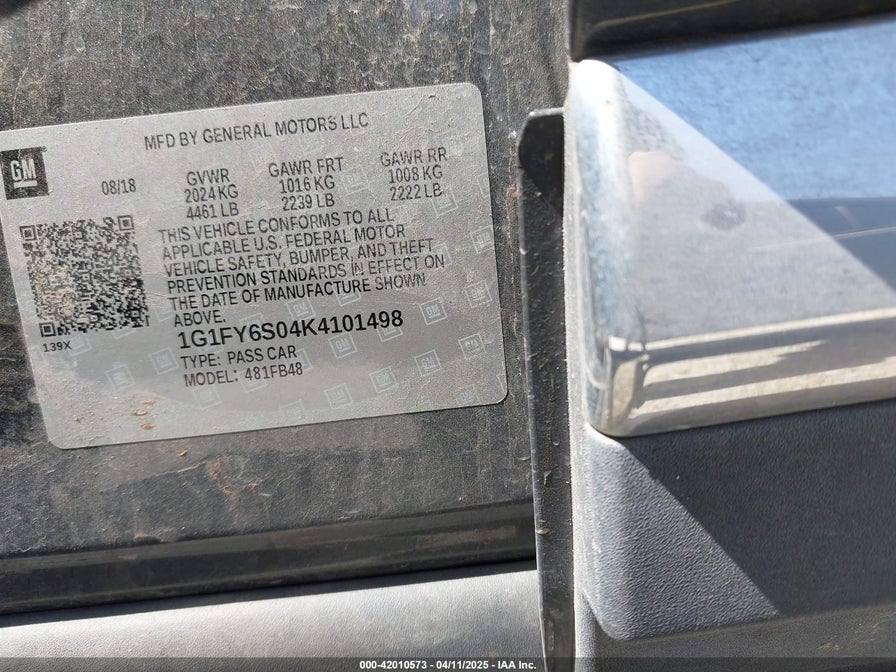 MFD BY GENERAL MOTORS LLC
GM
08/18
GVWR
2024 KG
4461 LB
GAWR FRT
1016 KG
2239 LB
GAWR RR
1008 KG
2222 LB
THIS VEHICLE CONFORMS TO ALL
APPLICABLE U.S. FEDERAL MOTOR
VEHICLE SAFETY, BUMPER, AND THEFT
PREVENTION STANDARDS IN EFFECT ON
THE DATE OF MANUFACTURE SHOWN
ABOVE.
139X
1G1FY6S04K4101498
TYPE: PASS CAR
MODEL: 481FB48
000-42010573 - 04/11/2025 - IAA Inc.